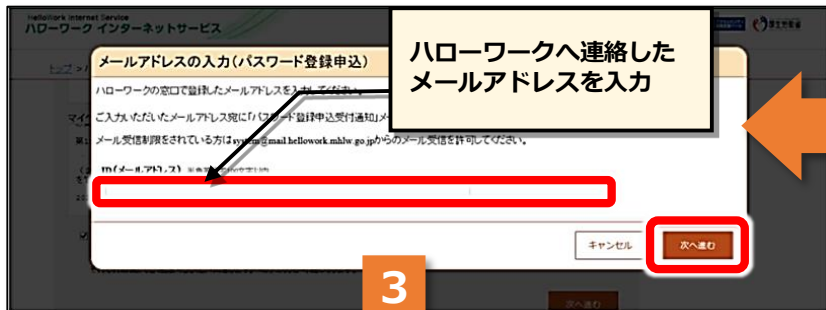 HelloWork Internet Service
ハローワーク インターネットサービス
厚生労働省
トップ >
メールアドレスの入力(パスワード登録申込)
ハローワークへ連絡した
メールアドレスを入力
ハローワークの窓口で登録したメールアドレスを入力してください。
ご入力いただいたメールアドレス宛に「パスワード登録申込受付通知」メ
メール受信制限をされている方はsystem@mail.hellowork.mhlw.go.jpからのメール受信を許可してください。
ID(メールアドレス)
キャンセル
次へ進む
3
次へ進む